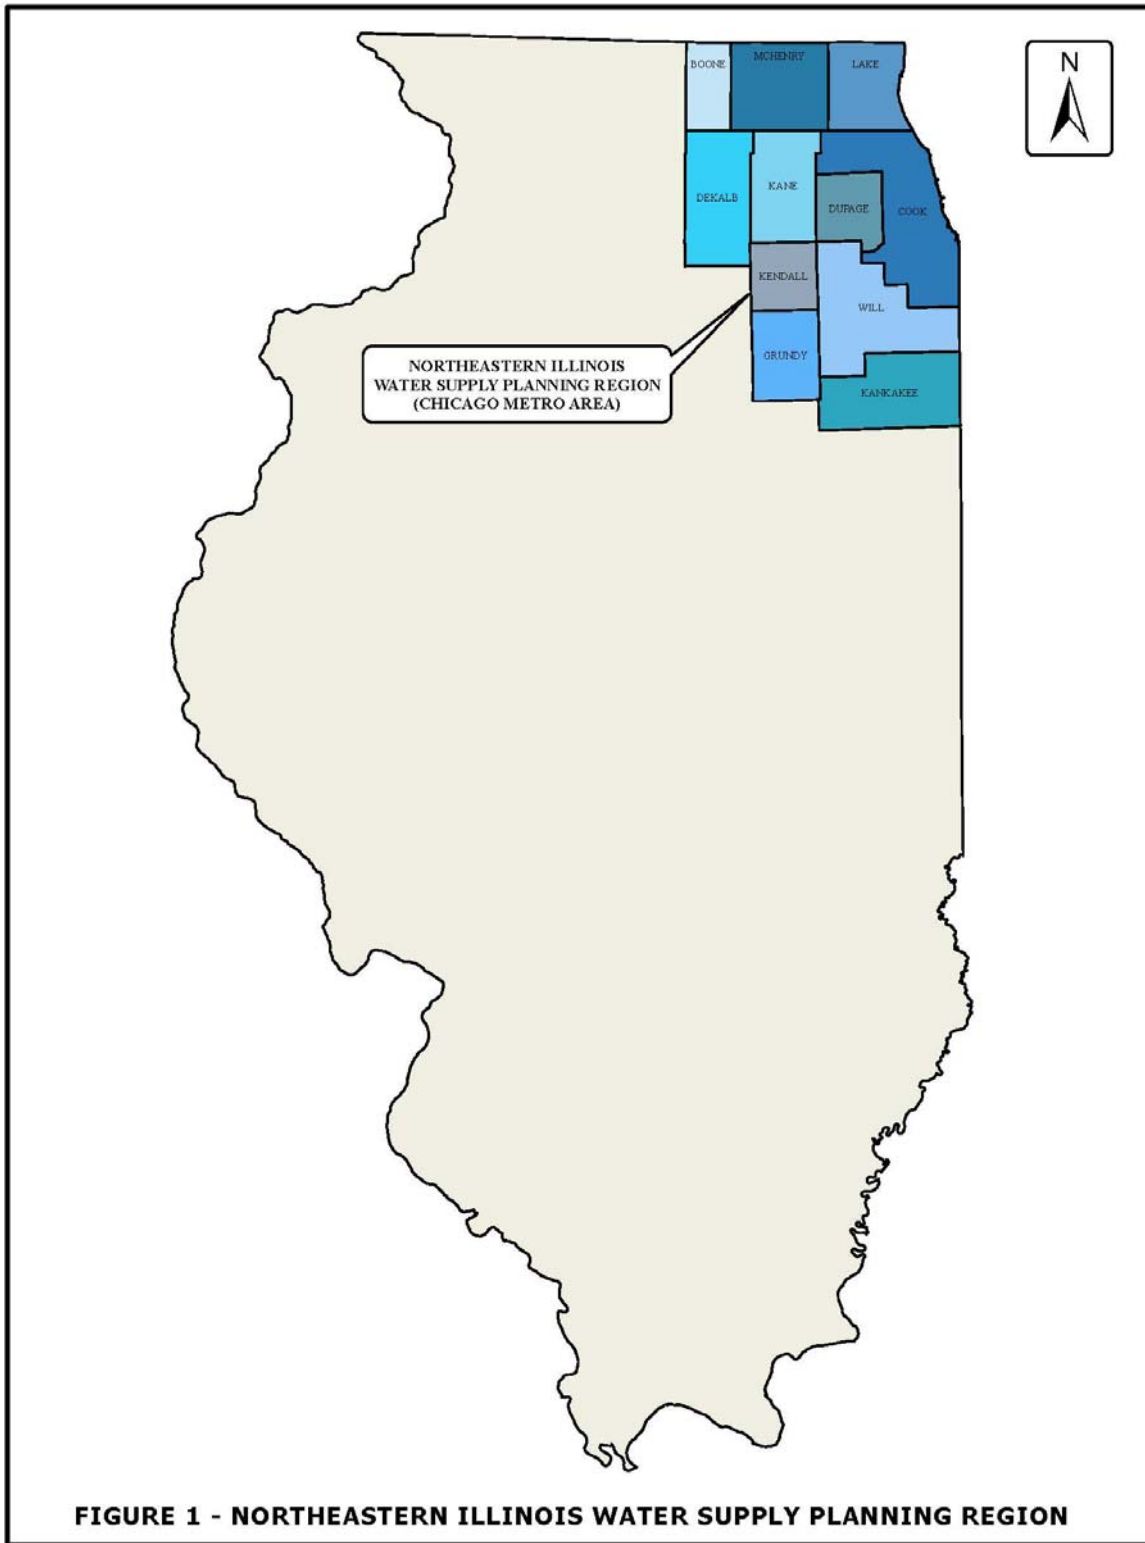 N
BOONE
MCHENRY
LAKE
DEKALB
KANE
DUPAGE
COOK
KENDALL
WILL
GRUNDY
KANKAKEE
NORTHEASTERN ILLINOIS
WATER SUPPLY PLANNING REGION
(CHICAGO METRO AREA)
FIGURE 1 - NORTHEASTERN ILLINOIS WATER SUPPLY PLANNING REGION